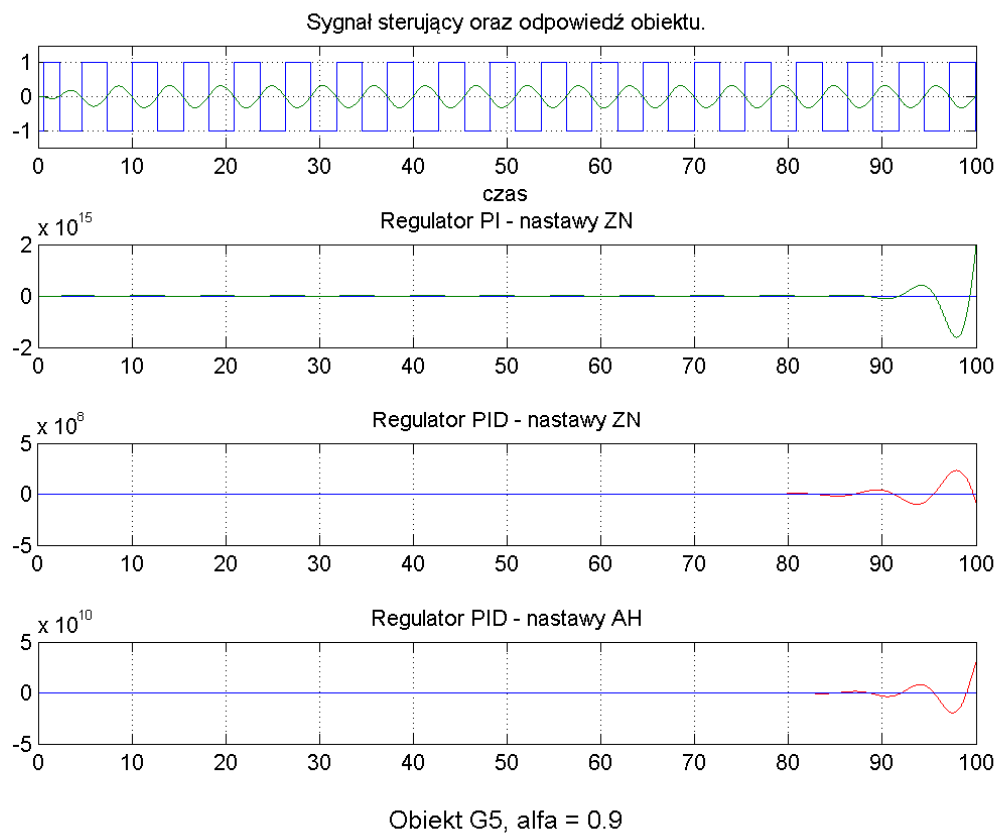 Sygnał sterujący oraz odpowiedź obiektu.
1
0
-1
0 10 20 30 40 50 60 70 80 90 100
czas
Regulator PI - nastawy ZN
x 10^15
2
0
-2
0 10 20 30 40 50 60 70 80 90 100
Regulator PID - nastawy ZN
x 10^8
5
0
-5
0 10 20 30 40 50 60 70 80 90 100
Regulator PID - nastawy AH
x 10^10
5
0
-5
0 10 20 30 40 50 60 70 80 90 100
Obiekt G5, alfa = 0.9